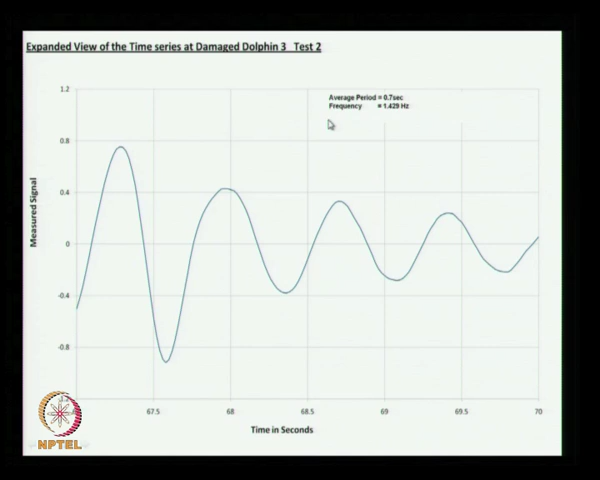 Expanded View of the Time series at Damaged Dolphin 3 Test 2
Average Period = 0.7sec
Frequency = 1.429 Hz
1.2
0.8
0.4
0
-0.4
-0.8
Measured Signal
67.5
68
68.5
69
69.5
70
Time in Seconds
NPTEL